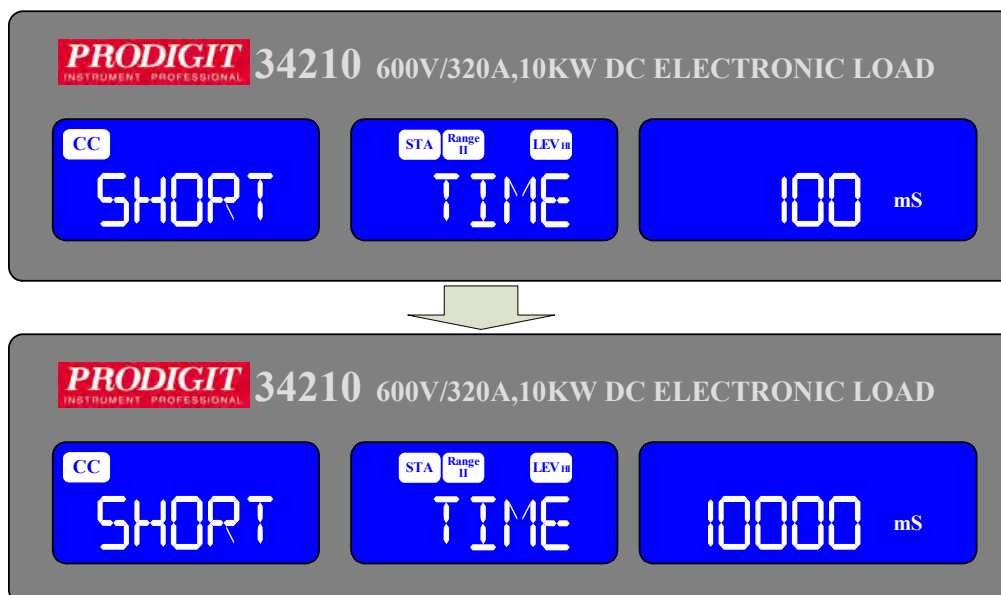 PRODIGIT 34210 600V/320A,10KW DC ELECTRONIC LOAD
INSTRUMENT PROFESSIONAL
CC STA Range II LEV HI
SHORT TIME 100 mS
PRODIGIT 34210 600V/320A,10KW DC ELECTRONIC LOAD
INSTRUMENT PROFESSIONAL
CC STA Range II LEV HI
SHORT TIME 10000 mS